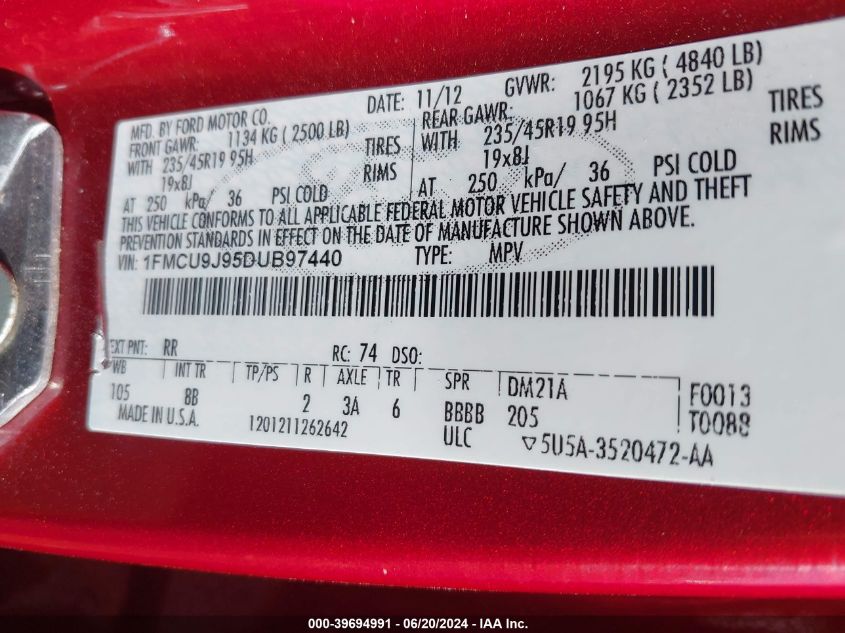 MFD. BY FORD MOTOR CO.
DATE: 11/12 GVWR: 2195 KG ( 4840 LB)
FRONT GAWR: 1134 KG ( 2500 LB)
REAR GAWR: 1067 KG ( 2352 LB)
WITH 235/45R19 95H TIRES
WITH 235/45R19 95H TIRES
19x8J RIMS
19x8J RIMS
AT 250 kPa/ 36 PSI COLD
AT 250 kPa/ 36 PSI COLD
THIS VEHICLE CONFORMS TO ALL APPLICABLE FEDERAL MOTOR VEHICLE SAFETY AND THEFT
PREVENTION STANDARDS IN EFFECT ON THE DATE OF MANUFACTURE SHOWN ABOVE.
VIN: 1FMCU9J95DUB97440 TYPE: MPV
EXT PNT: RR RC: 74 DSO:
WB INT TR TP/PS R AXLE TR SPR DM21A F0013
105 8B 2 3A 6 BBBB 205 T0088
MADE IN U.S.A. 1201211262642 ULC ▽5U5A-3520472-AA
000-39694991 - 06/20/2024 - IAA Inc.